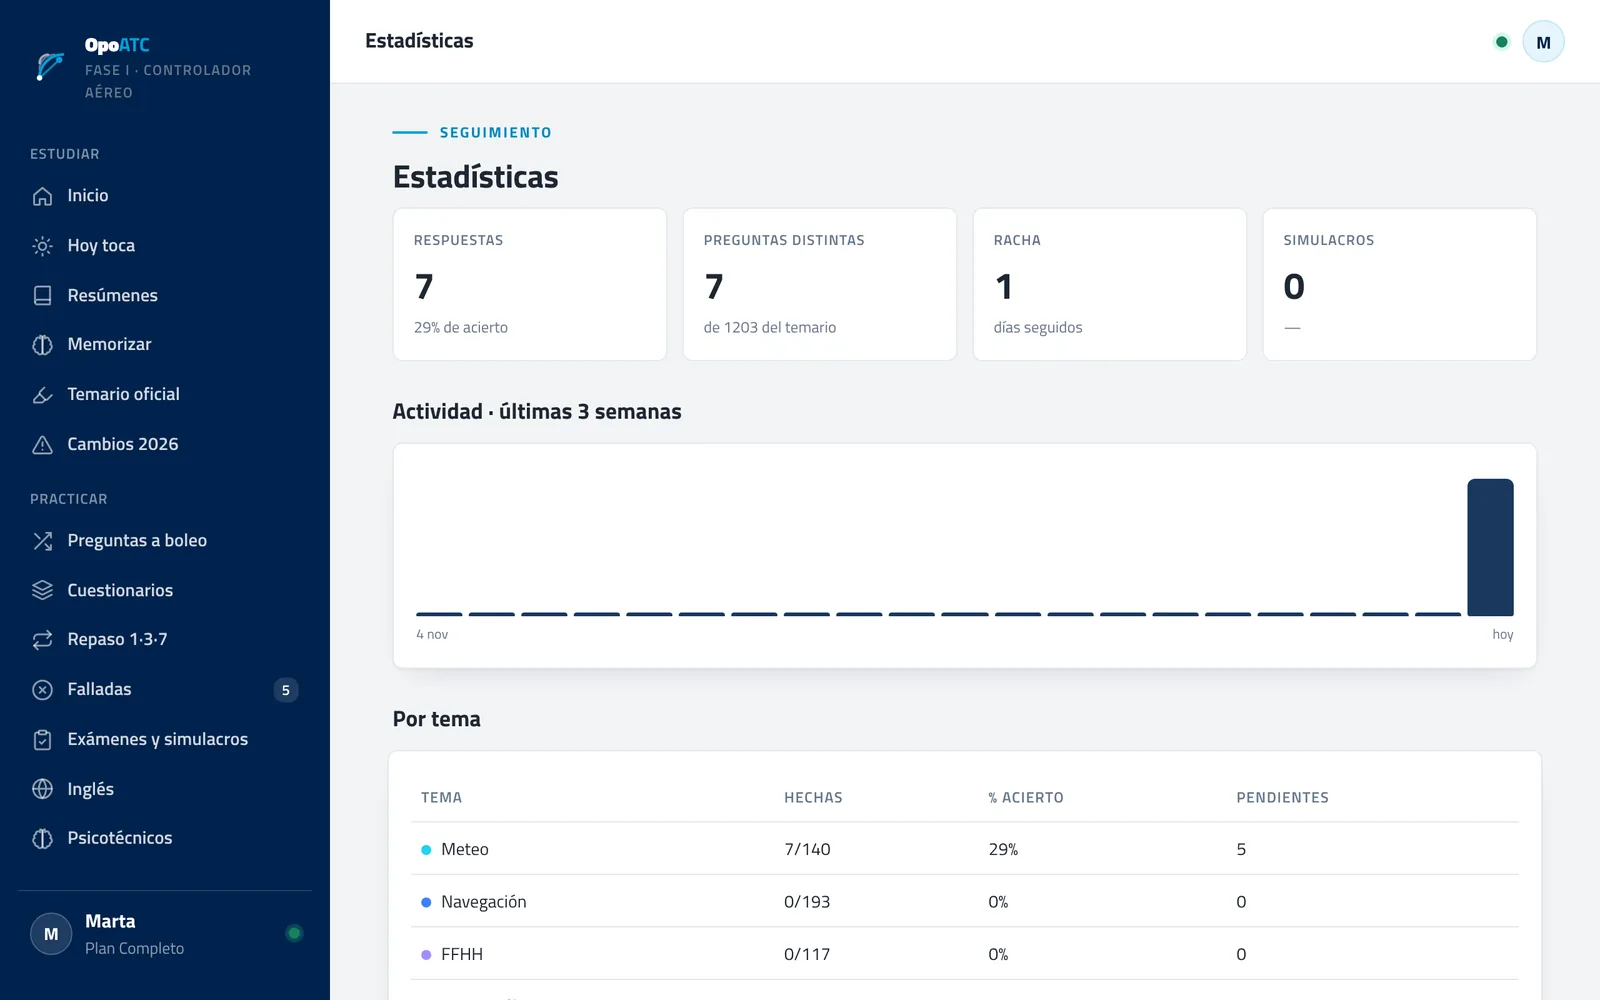 OpoATC
FASE I · CONTROLADOR
AÉREO
ESTUDIAR
Inicio
Hoy toca
Resúmenes
Memorizar
Temario oficial
Cambios 2026
PRACTICAR
Preguntas a boleo
Cuestionarios
Repaso 1·3·7
Falladas 5
Exámenes y simulacros
Inglés
Psicotécnicos
M
Marta
Plan Completo
Estadísticas
M
SEGUIMIENTO
Estadísticas
RESPUESTAS
7
29% de acierto
PREGUNTAS DISTINTAS
7
de 1203 del temario
RACHA
1
días seguidos
SIMULACROS
0
—
Actividad · últimas 3 semanas
4 nov
hoy
Por tema
TEMA HECHAS % ACIERTO PENDIENTES
Meteo 7/140 29% 5
Navegación 0/193 0% 0
FFHH 0/117 0% 0